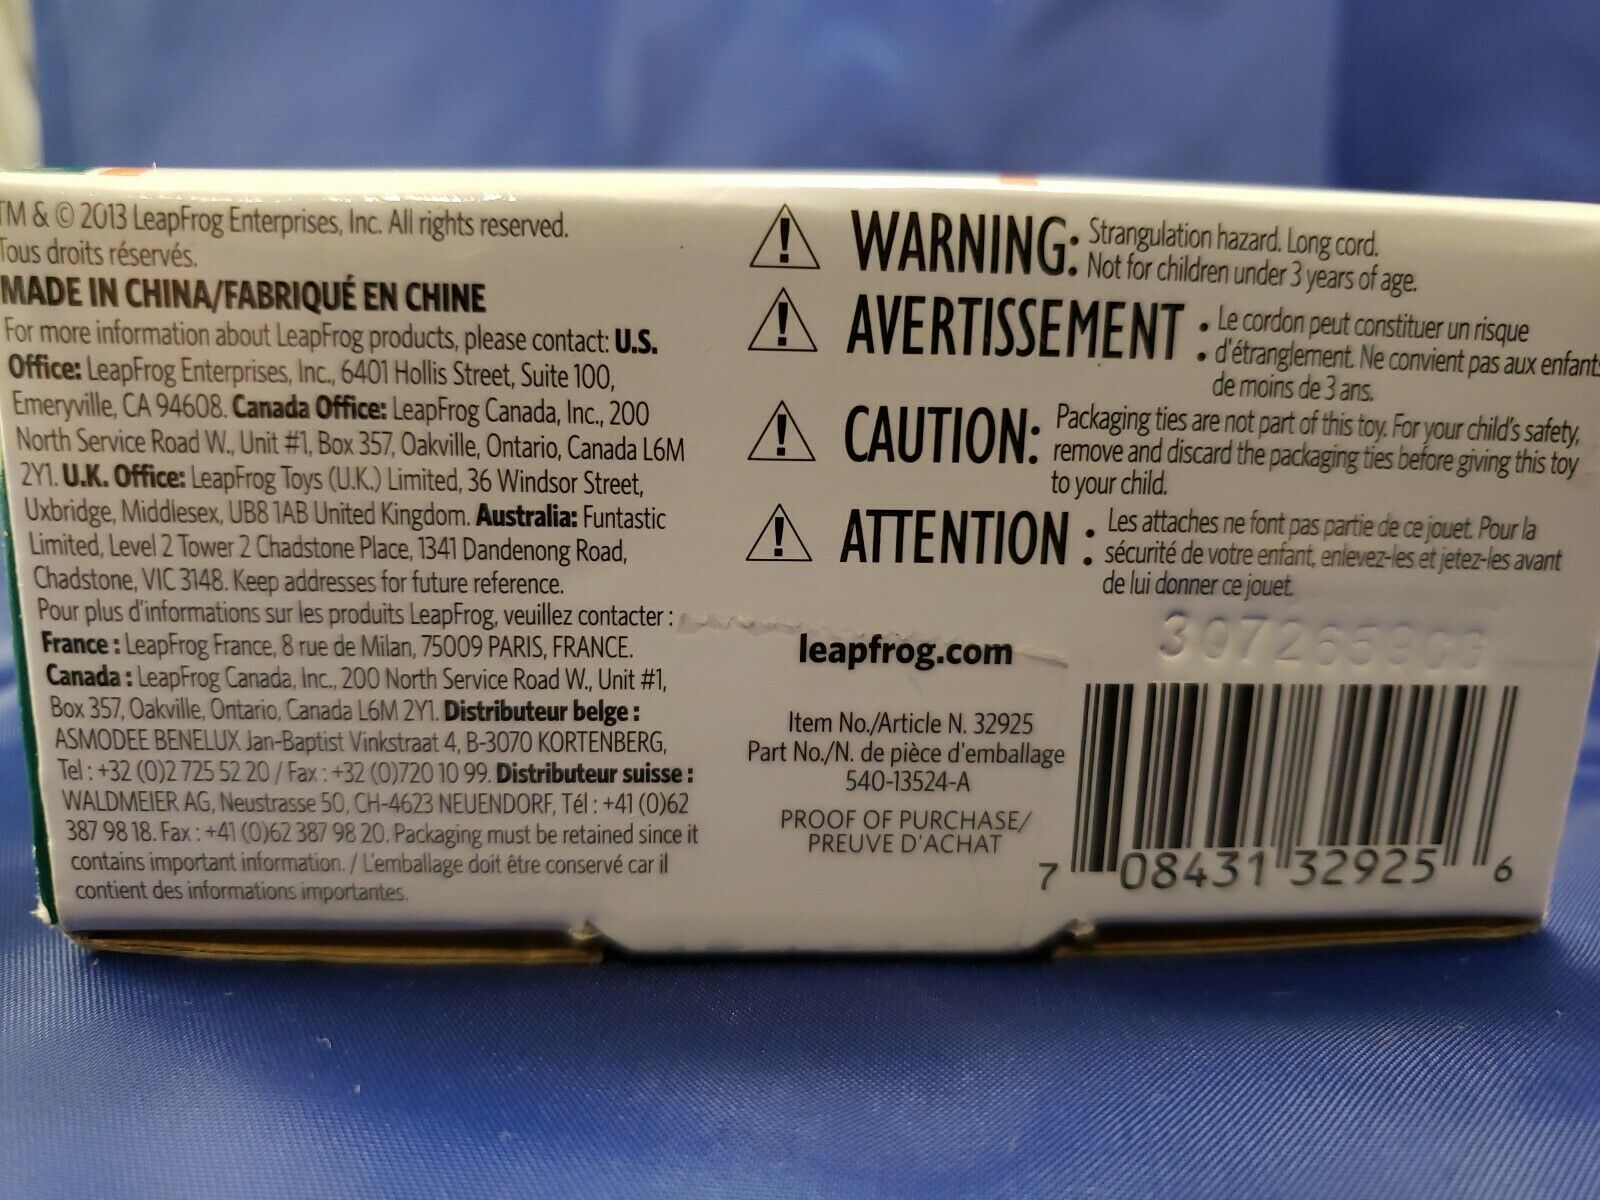 TM & © 2013 LeapFrog Enterprises, Inc. All rights reserved.
Tous droits réservés.
MADE IN CHINA/FABRIQUÉ EN CHINE
For more information about LeapFrog products, please contact: U.S.
Office: LeapFrog Enterprises, Inc., 6401 Hollis Street, Suite 100,
Emeryville, CA 94608. Canada Office: LeapFrog Canada, Inc., 200
North Service Road W., Unit #1, Box 357, Oakville, Ontario, Canada L6M
2Y1. U.K. Office: LeapFrog Toys (U.K.) Limited, 36 Windsor Street,
Uxbridge, Middlesex, UB8 1AB United Kingdom. Australia: Funtastic
Limited, Level 2 Tower 2 Chadstone Place, 1341 Dandenong Road,
Chadstone, VIC 3148. Keep addresses for future reference.
Pour plus d'informations sur les produits LeapFrog, veuillez contacter :
France : LeapFrog France, 8 rue de Milan, 75009 PARIS, FRANCE.
Canada : LeapFrog Canada, Inc., 200 North Service Road W., Unit #1,
Box 357, Oakville, Ontario, Canada L6M 2Y1. Distributeur belge :
ASMODEE BENELUX Jan-Baptist Vinkstraat 4, B-3070 KORTENBERG,
Tel : +32 (0)2 725 52 20 / Fax : +32 (0)720 10 99. Distributeur suisse :
WALDMEIER AG, Neustrasse 50, CH-4623 NEUENDORF, Tél : +41 (0)62
387 98 18. Fax : +41 (0)62 387 98 20. Packaging must be retained since it
contains important information. / L'emballage doit être conservé car il
contient des informations importantes.
WARNING: Strangulation hazard. Long cord.
Not for children under 3 years of age.
AVERTISSEMENT : Le cordon peut constituer un risque
d'étranglement. Ne convient pas aux enfants
de moins de 3 ans.
CAUTION: Packaging ties are not part of this toy. For your child's safety,
remove and discard the packaging ties before giving this toy
to your child.
ATTENTION : Les attaches ne font pas partie de ce jouet. Pour la
sécurité de votre enfant, enlevez-les et jetez-les avant
de lui donner ce jouet.
leapfrog.com
Item No./Article N. 32925
Part No./N. de pièce d'emballage
540-13524-A
PROOF OF PURCHASE/
PREUVE D'ACHAT
7 08431 32925 6